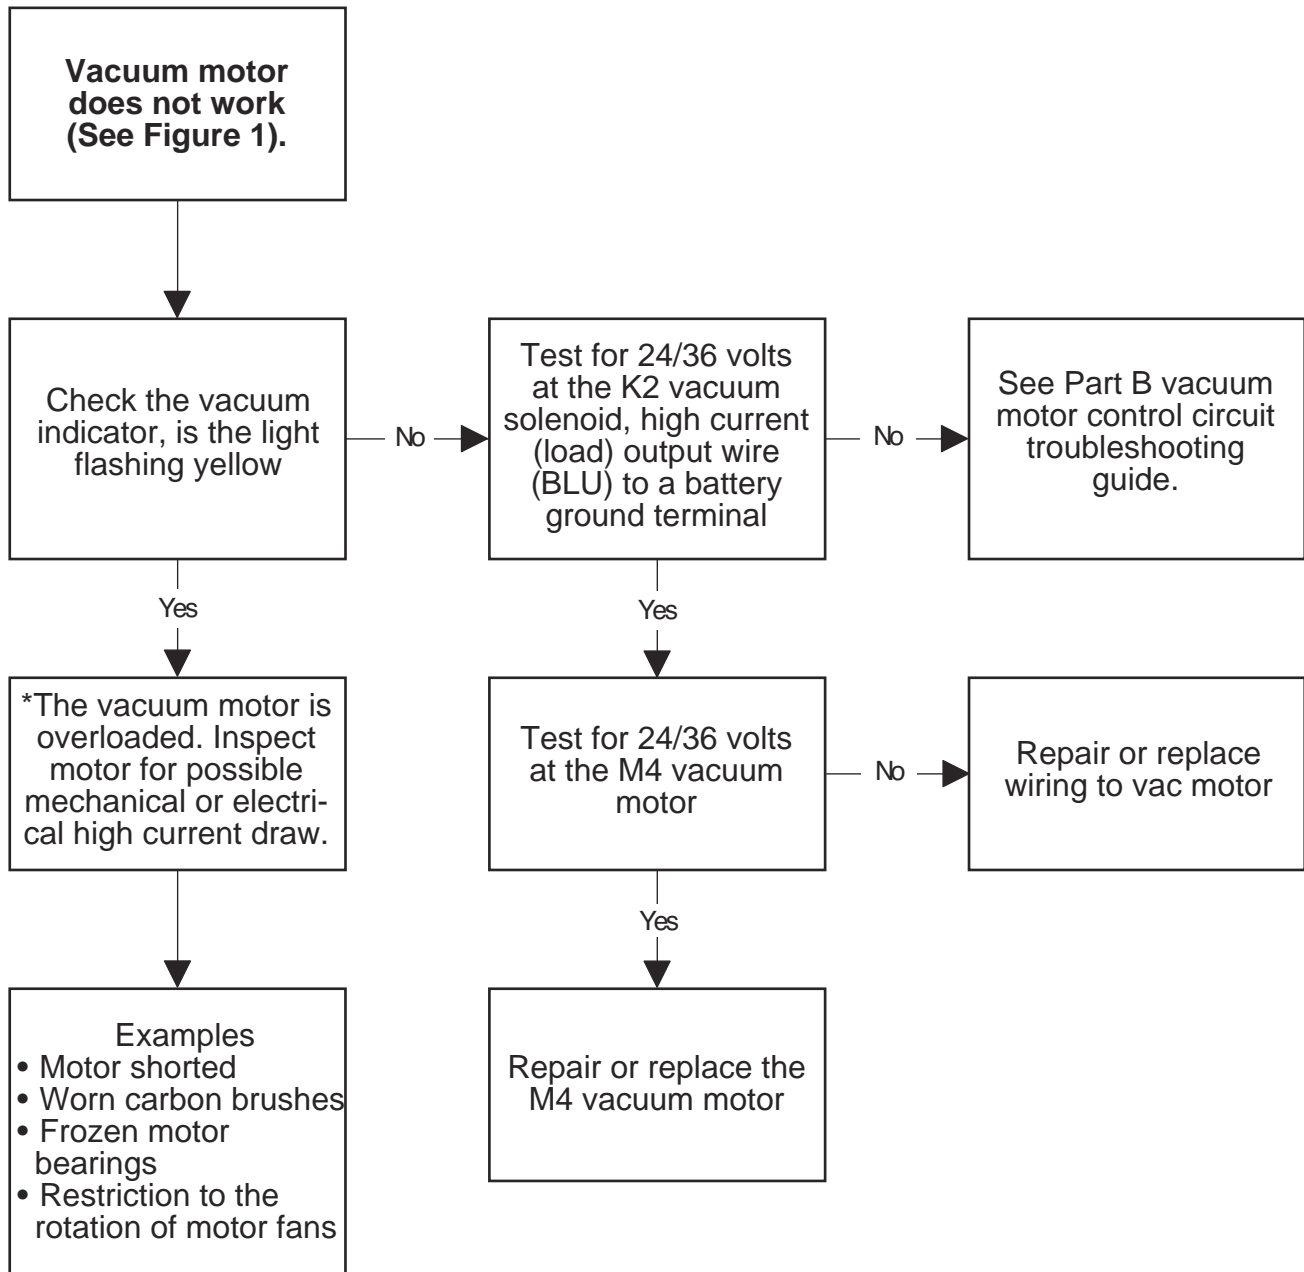 Vacuum motor
does not work
(See Figure 1).
Check the vacuum
indicator, is the light
flashing yellow
No
Test for 24/36 volts
at the K2 vacuum
solenoid, high current
(load) output wire
(BLU) to a battery
ground terminal
No
See Part B vacuum
motor control circuit
troubleshooting
guide.
Yes
Yes
*The vacuum motor is
overloaded. Inspect
motor for possible
mechanical or electri-
cal high current draw.
Test for 24/36 volts
at the M4 vacuum
motor
No
Repair or replace
wiring to vac motor
Yes
Examples
• Motor shorted
• Worn carbon brushes
• Frozen motor
bearings
• Restriction to the
rotation of motor fans
Repair or replace the
M4 vacuum motor